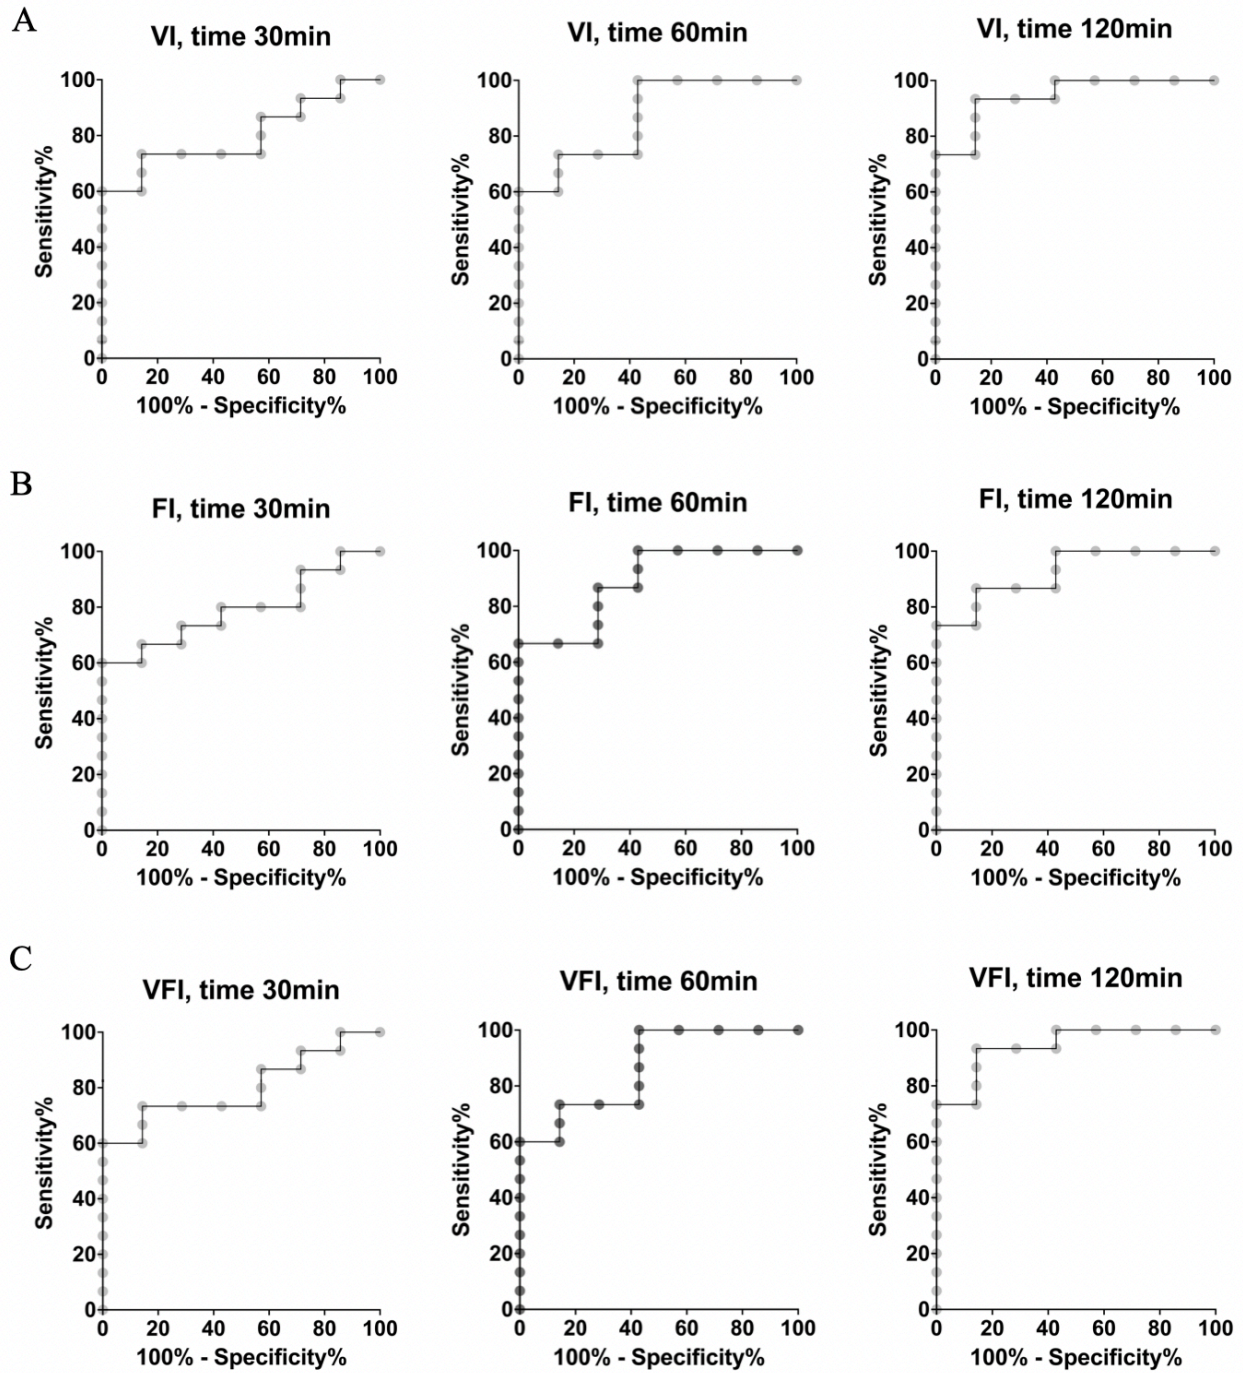 A
VI, time 30min
VI, time 60min
VI, time 120min
Sensitivity%
100
80
60
40
20
0
0 20 40 60 80 100
100% - Specificity%
Sensitivity%
100
80
60
40
20
0
0 20 40 60 80 100
100% - Specificity%
Sensitivity%
100
80
60
40
20
0
0 20 40 60 80 100
100% - Specificity%
B
FI, time 30min
FI, time 60min
FI, time 120min
Sensitivity%
100
80
60
40
20
0
0 20 40 60 80 100
100% - Specificity%
Sensitivity%
100
80
60
40
20
0
0 20 40 60 80 100
100% - Specificity%
Sensitivity%
100
80
60
40
20
0
0 20 40 60 80 100
100% - Specificity%
C
VFI, time 30min
VFI, time 60min
VFI, time 120min
Sensitivity%
100
80
60
40
20
0
0 20 40 60 80 100
100% - Specificity%
Sensitivity%
100
80
60
40
20
0
0 20 40 60 80 100
100% - Specificity%
Sensitivity%
100
80
60
40
20
0
0 20 40 60 80 100
100% - Specificity%